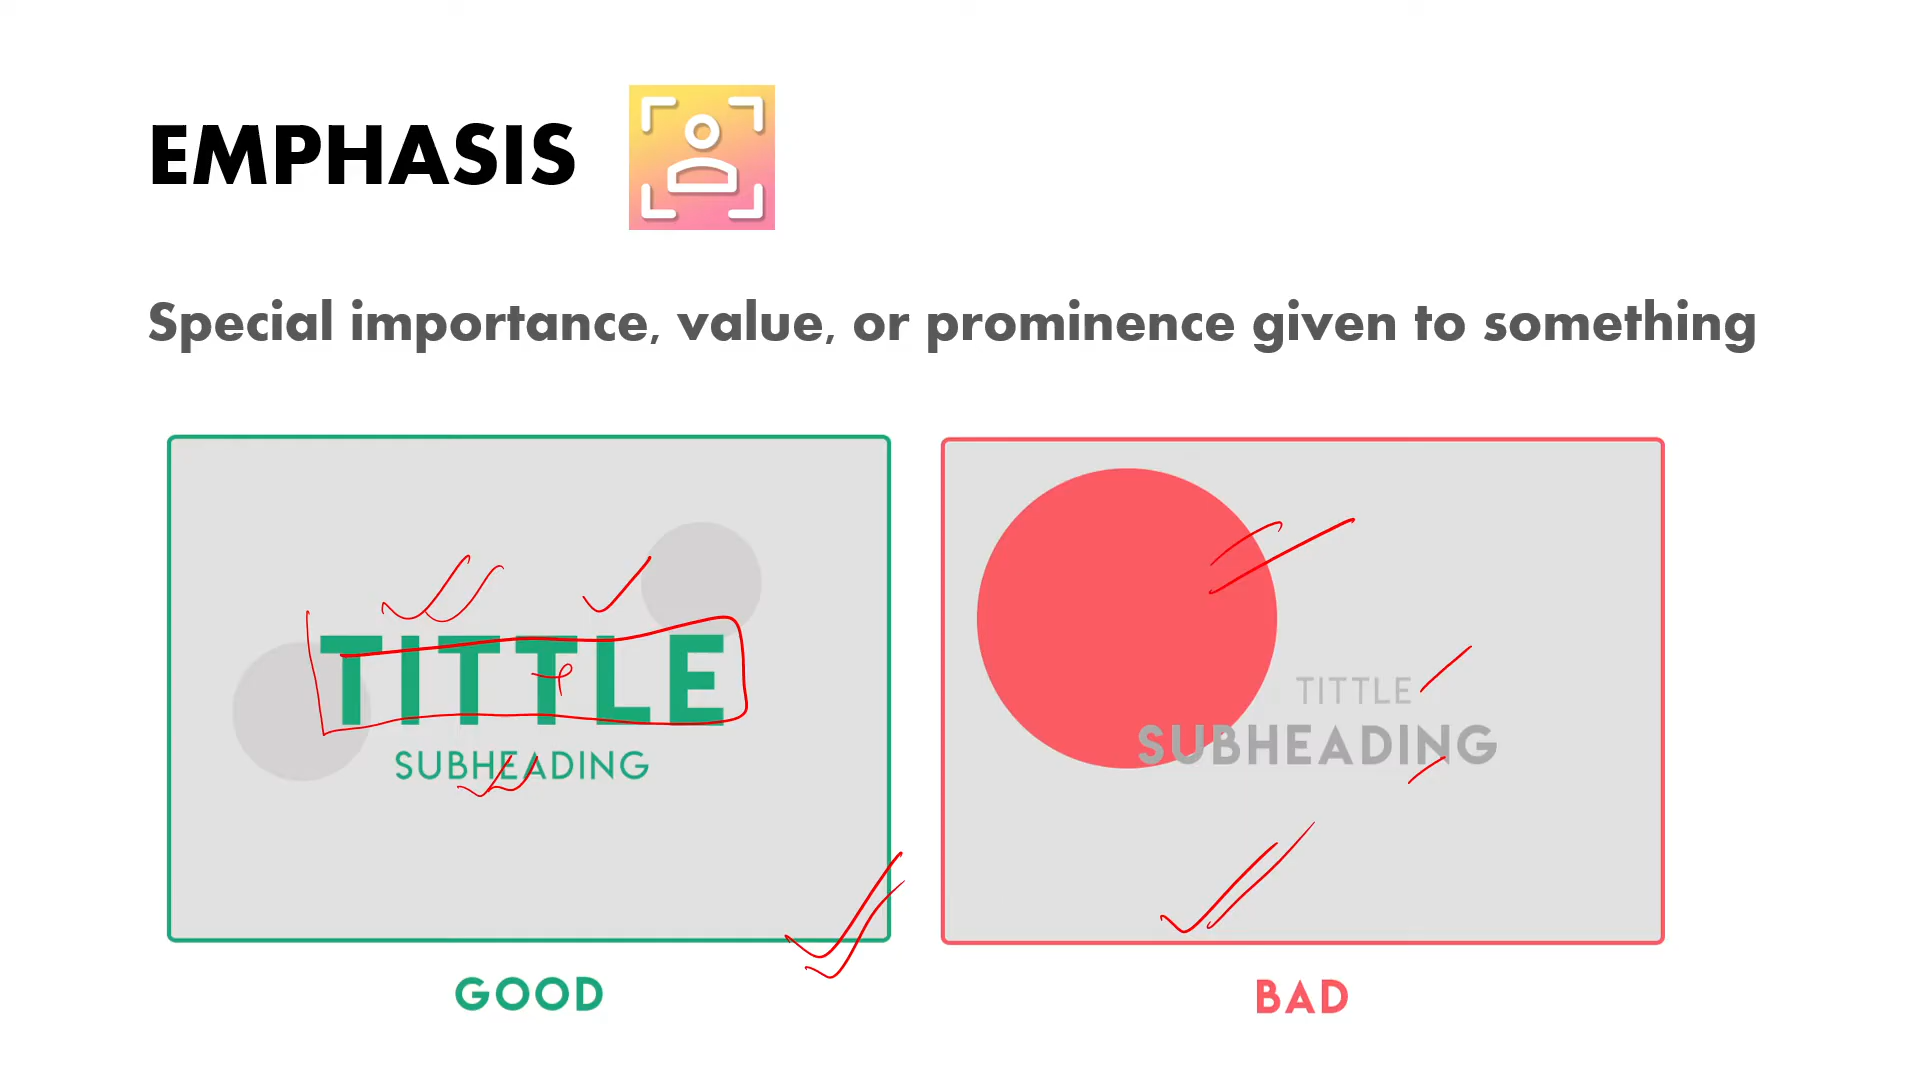 EMPHASIS
Special importance, value, or prominence given to something
TITTLE
SUBHEADING
TITTLE
SUBHEADING
GOOD
BAD